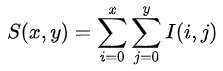 S(x, y) = \sum_{i=0}^{x} \sum_{j=0}^{y} I(i, j)